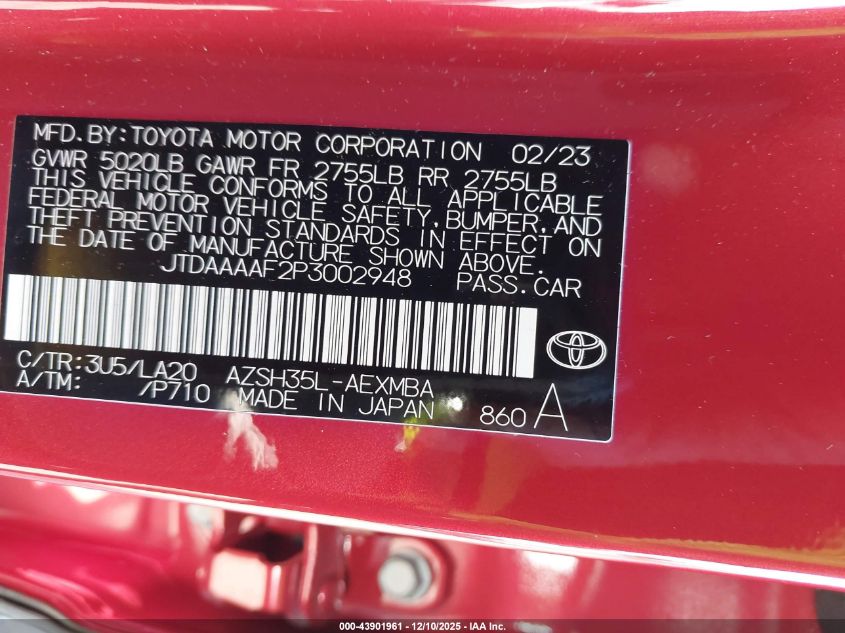 MFD.BY:TOYOTA MOTOR CORPORATION 02/23
GVWR 5020LB GAWR FR 2755LB RR 2755LB
THIS VEHICLE CONFORMS TO ALL APPLICABLE
FEDERAL MOTOR VEHICLE SAFETY,BUMPER,AND
THEFT PREVENTION STANDARDS IN EFFECT ON
THE DATE OF MANUFACTURE SHOWN ABOVE.
JTDAAAAF2P3002948 PASS.CAR
C/TR:3U5/LA20 AZSH35L-AEXMBA
A/TM: /P710 MADE IN JAPAN 860 A
000-43901961 - 12/10/2025 - IAA Inc.